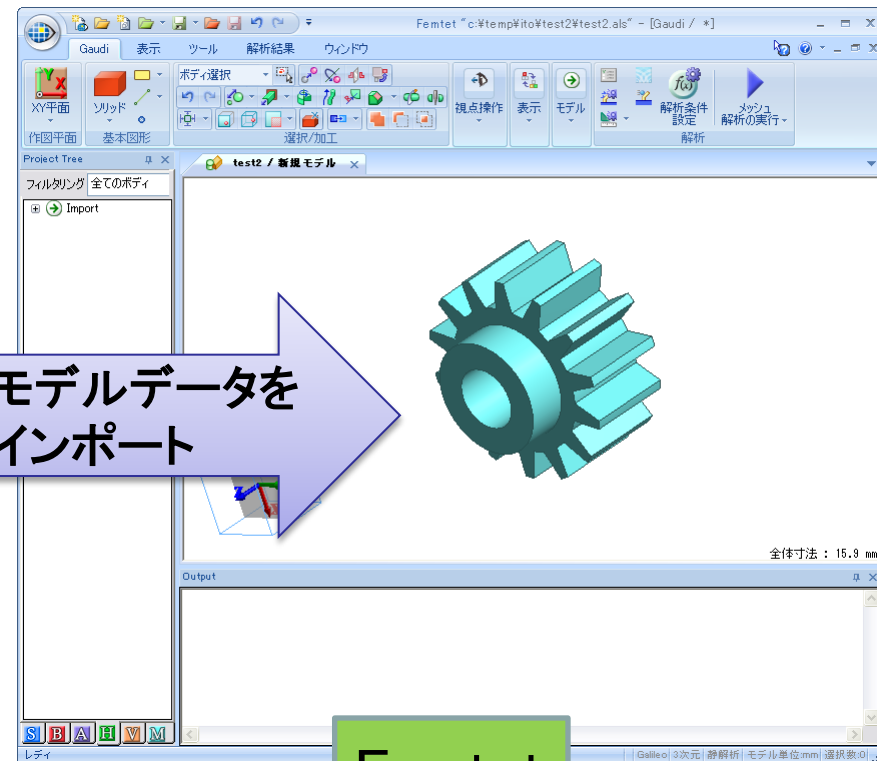 Femtet "c:¥temp¥ito¥test2¥test2.als" - [Gaudi / *]
Gaudi 表示 ツール 解析結果 ウィンドウ
ボディ選択
XY平面 ソリッド 視点操作 表示 モデル 解析条件設定 メッシュ解析の実行
作図平面 基本図形 選択/加工 解析
Project Tree
test2 / 新規モデル
フィルタリング 全てのボディ
Import
モデルデータを
インポート
全体寸法 : 15.9 mm
Output
S B A H V M
レディ
Galileo 3次元 静解析 モデル単位:mm 選択数:0